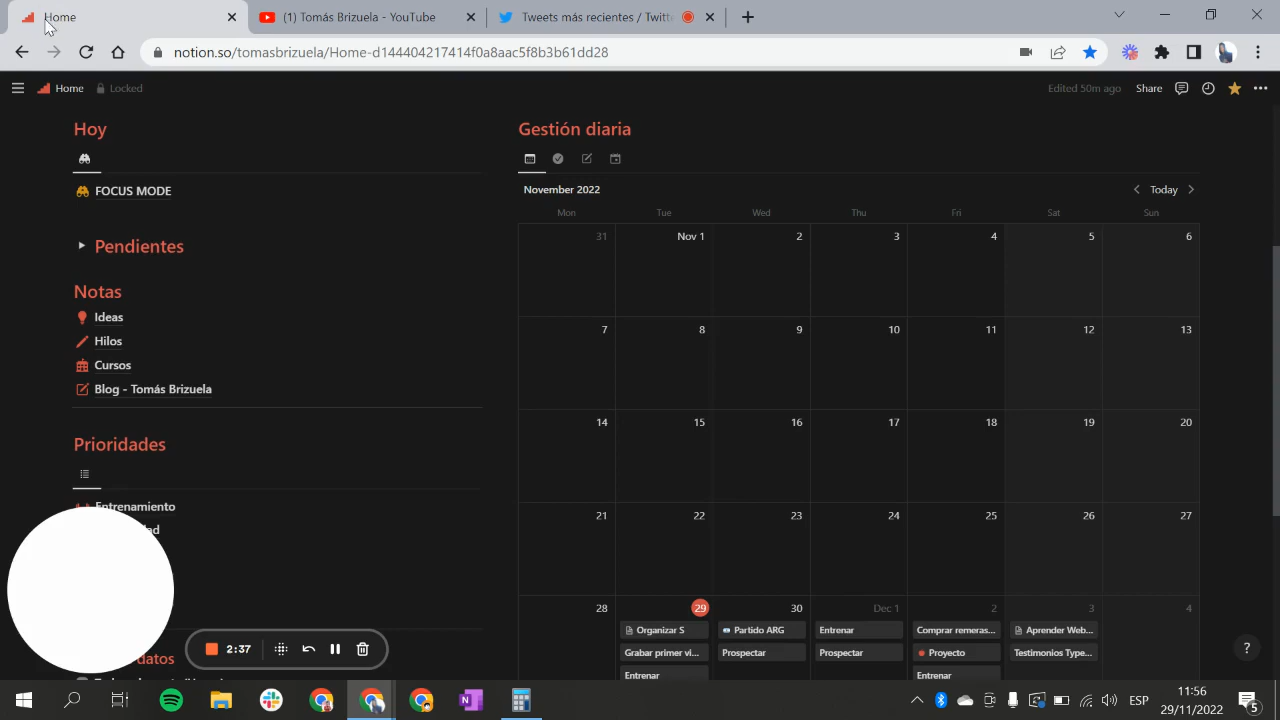 Home
(1) Tomás Brizuela - YouTube
Tweets más recientes / Twitt
notion.so/tomasbrizuela/Home-d144404217414f0a8aac5f8b3b61dd28
Home Locked
Edited 50m ago Share
Hoy
FOCUS MODE
Pendientes
Notas
Ideas
Hilos
Cursos
Blog - Tomás Brizuela
Prioridades
Entrenamiento
Gestión diaria
November 2022
Today
Mon Tue Wed Thu Fri Sat Sun
31 Nov 1 2 3 4 5 6
7 8 9 10 11 12 13
14 15 16 17 18 19 20
21 22 23 24 25 26 27
28 29 30 Dec 1 2 3 4
Organizar S Partido ARG Entrenar Comprar remeras... Aprender Web...
Grabar primer vi... Prospectar Prospectar Proyecto Testimonios Type...
Entrenar Entrenar
2:37
datos
?
ESP
11:56
29/11/2022
5